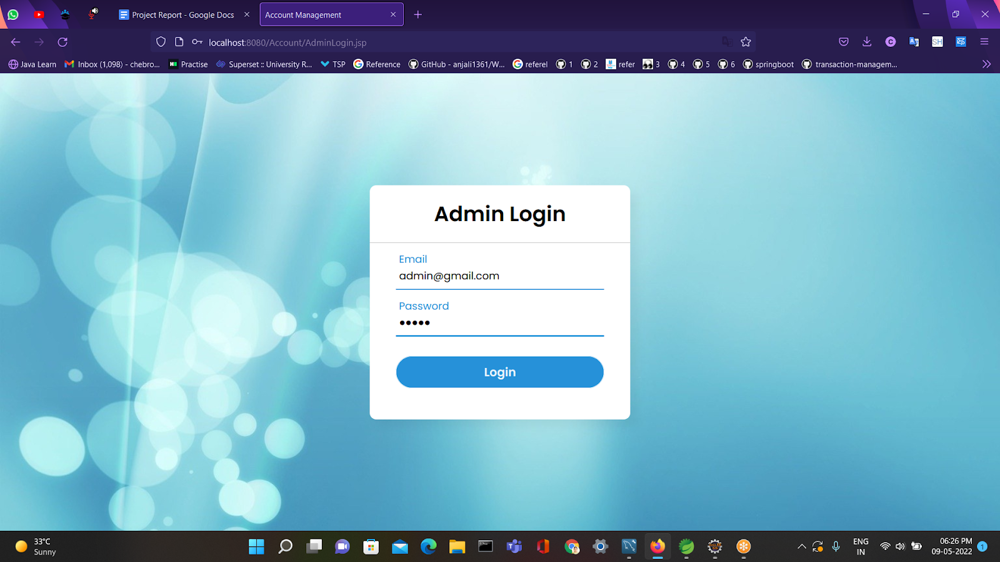 Project Report - Google Docs
Account Management
localhost:8080/Account/AdminLogin.jsp
SH
Java Learn Inbox (1,098) - chebro... Practise Superset :: University R... TSP Reference GitHub - anjali1361/W... referel 1 2 refer 3 4 5 6 springboot transaction-managem...
Admin Login
Email
admin@gmail.com
Password
Login
33°C
Sunny
ENG
IN
06:26 PM
09-05-2022
1